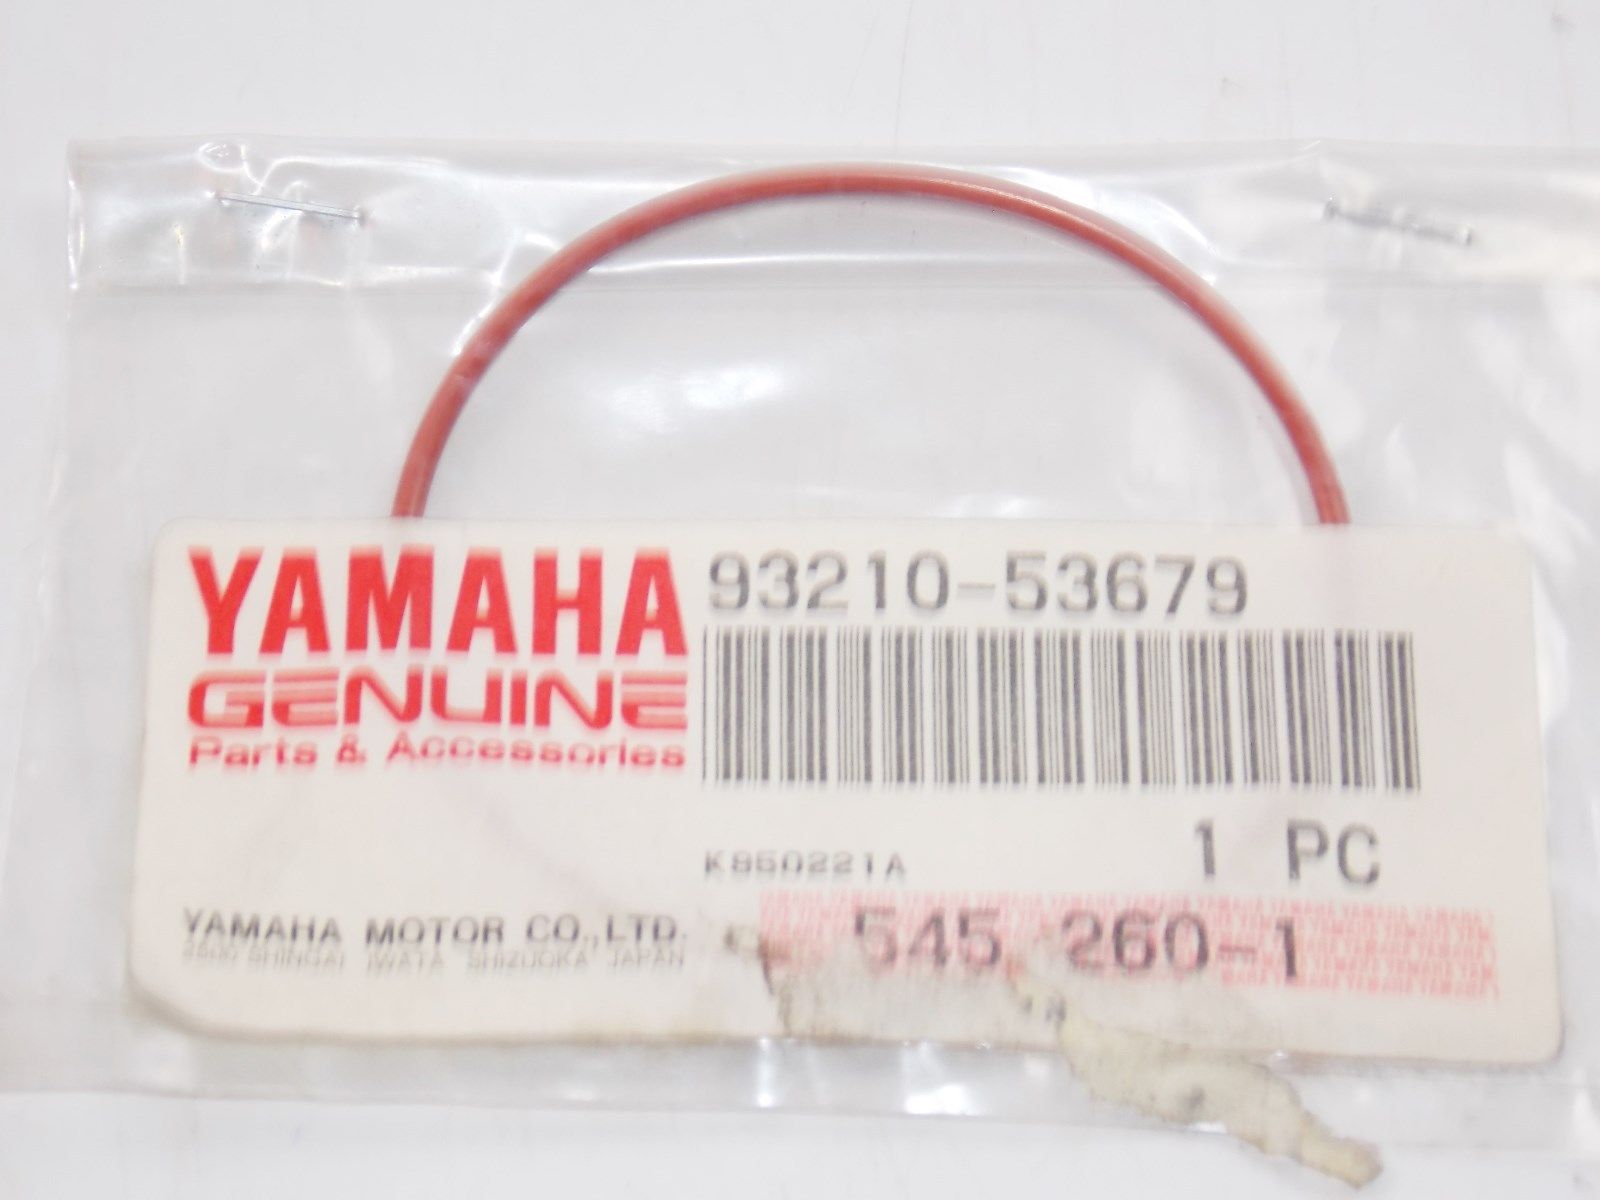 YAMAHA
GENUINE
Parts & Accessories
93210-53679
1 PC
K950221A
YAMAHA MOTOR CO.,LTD.
2500 SHINGAI IWATA SHIZUOKA JAPAN
545 260-1